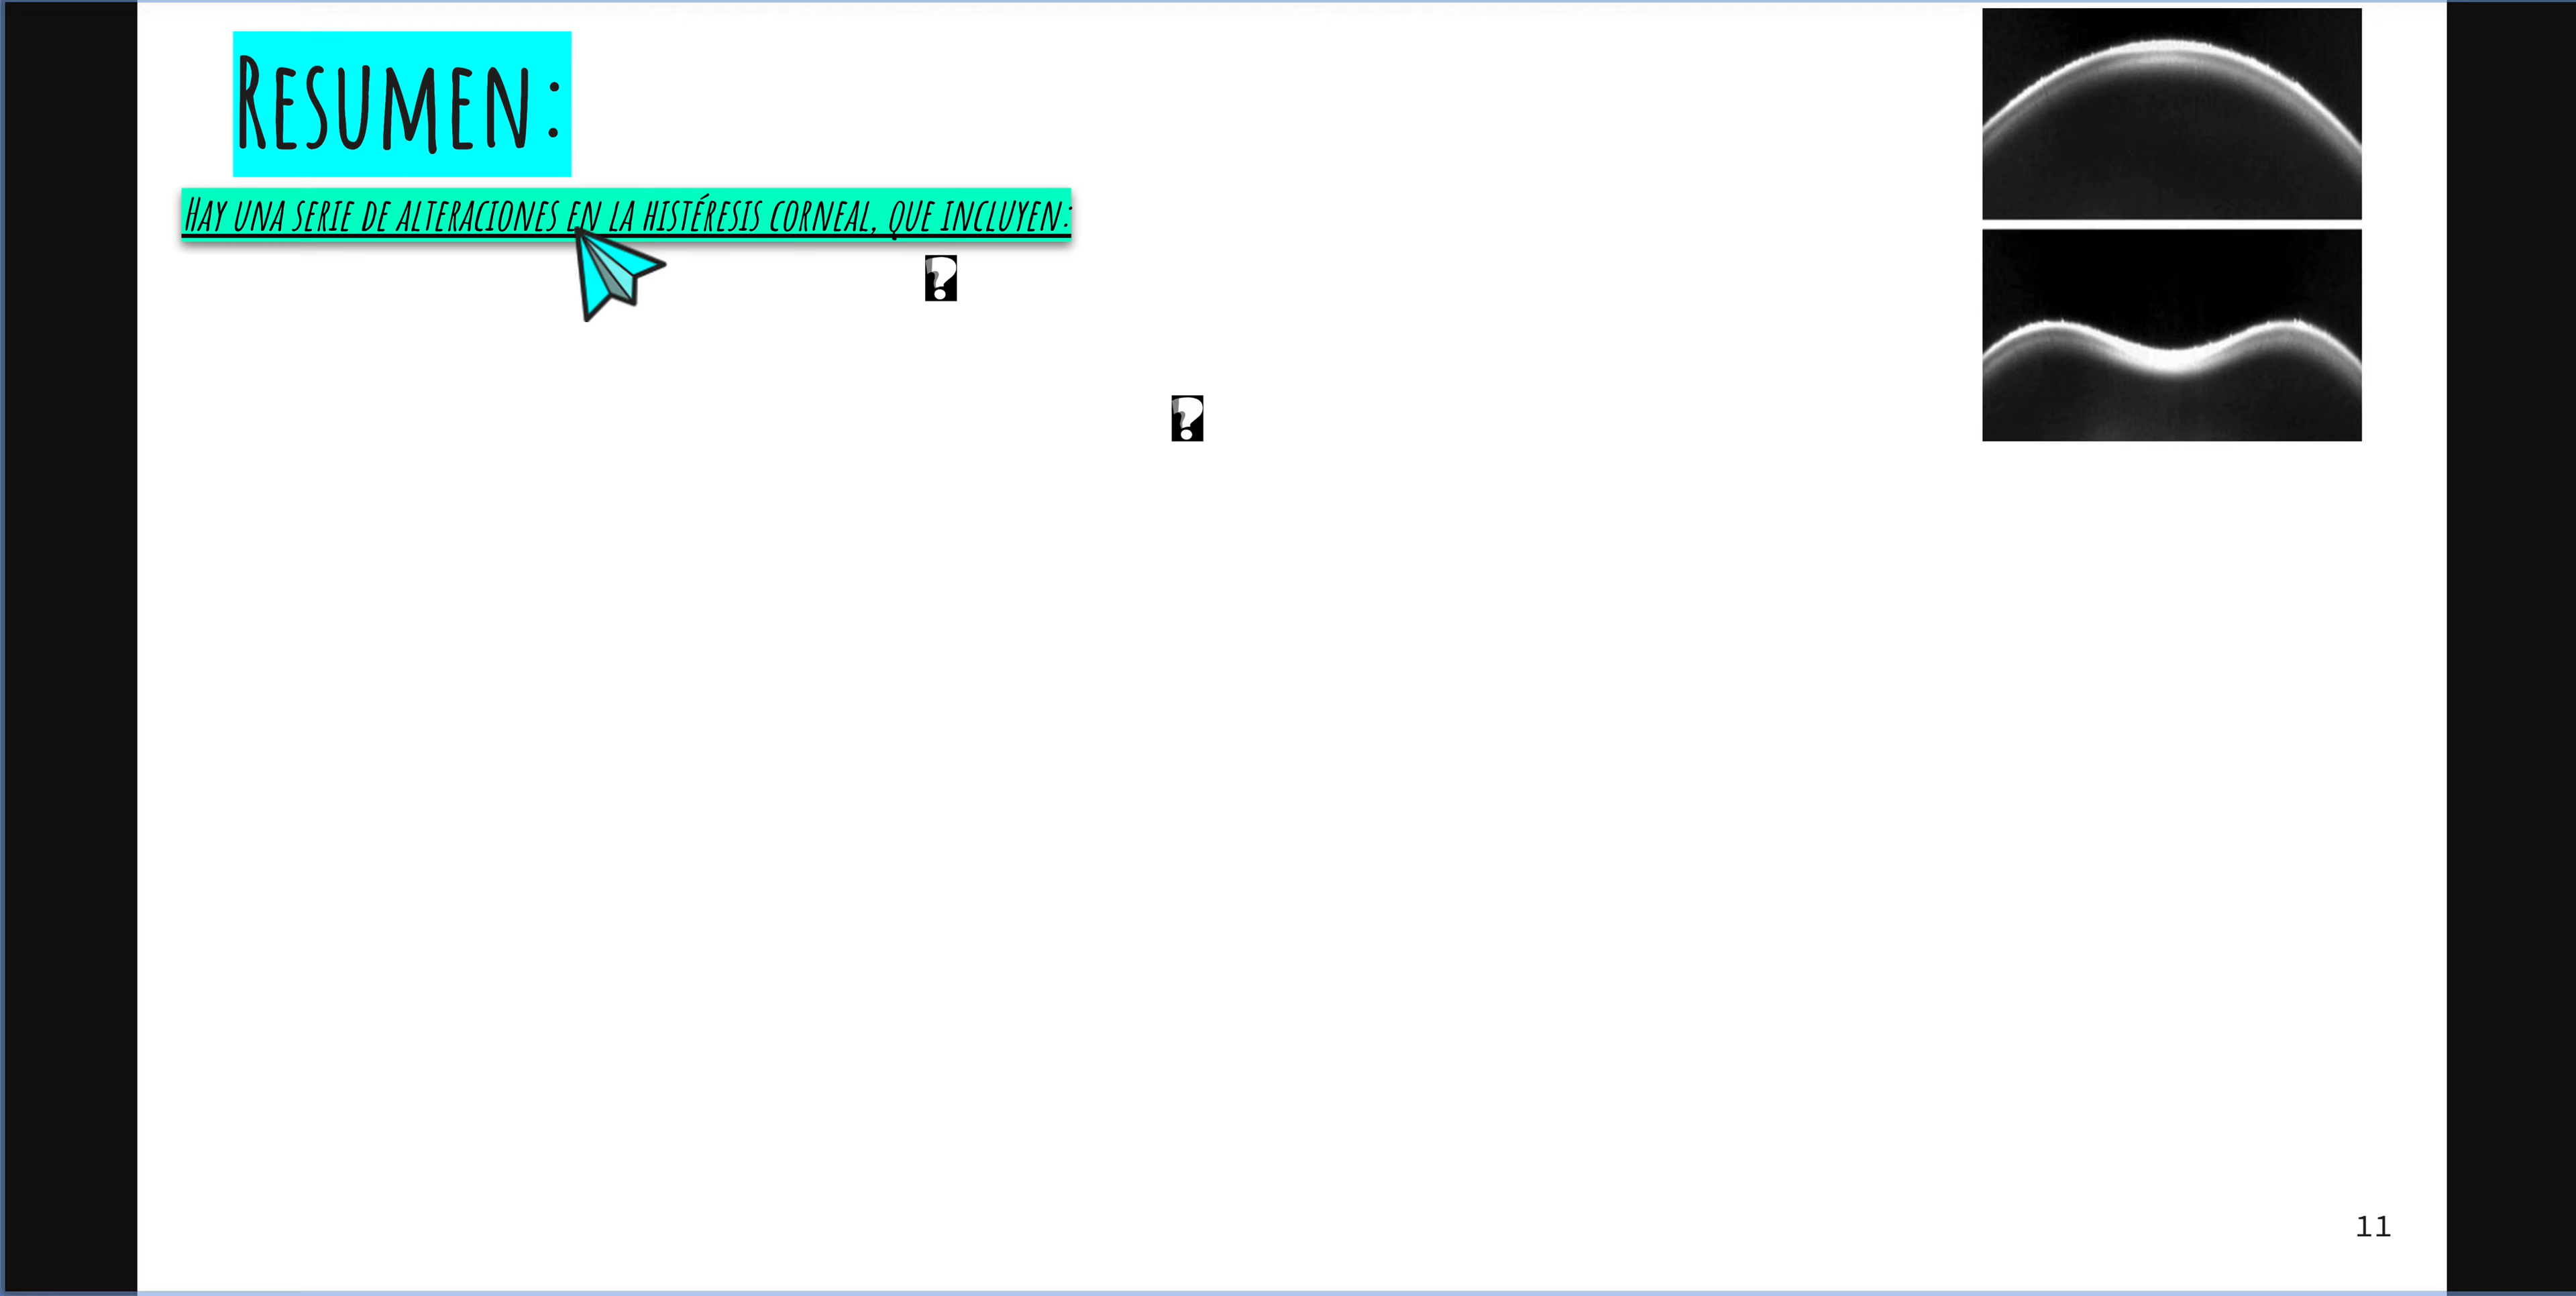 Resumen:
Hay una serie de alteraciones en la histéresis corneal, que incluyen:
?
?
11